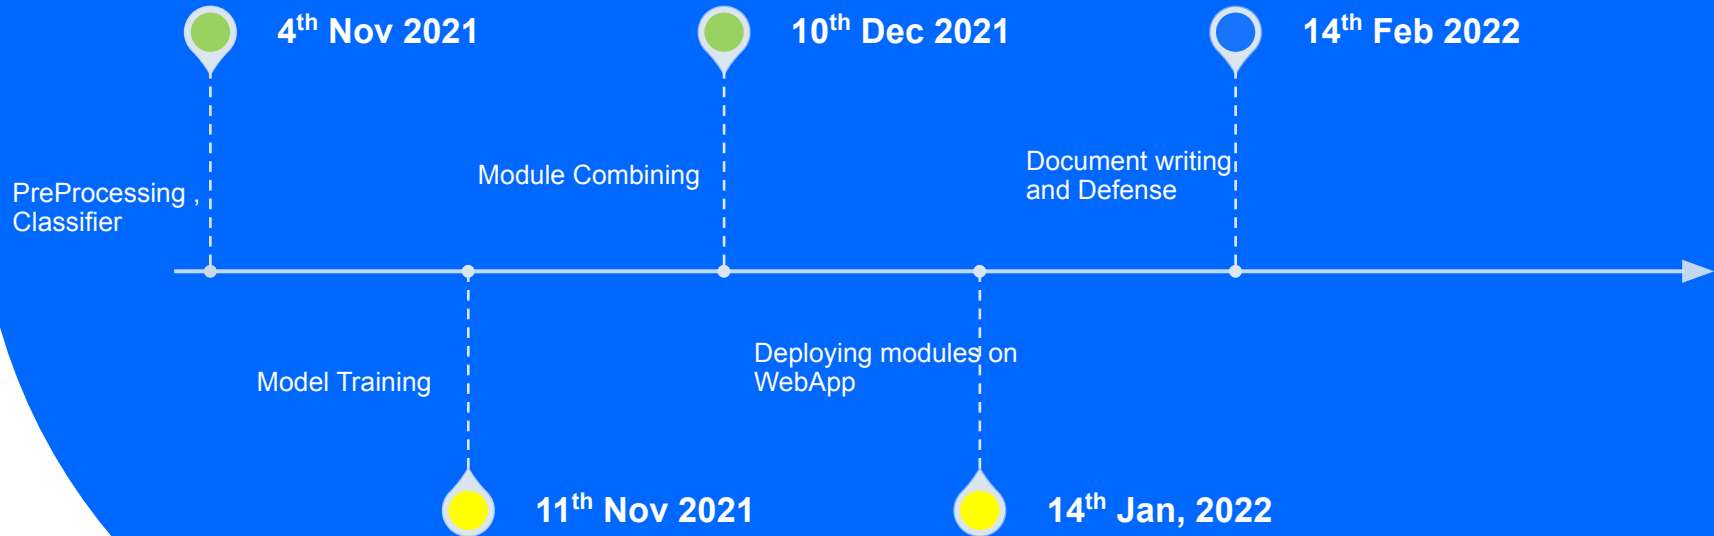 4th Nov 2021
10th Dec 2021
14th Feb 2022
PreProcessing ,
Classifier
Module Combining
Document writing
and Defense
Model Training
Deploying modules on
WebApp
11th Nov 2021
14th Jan, 2022